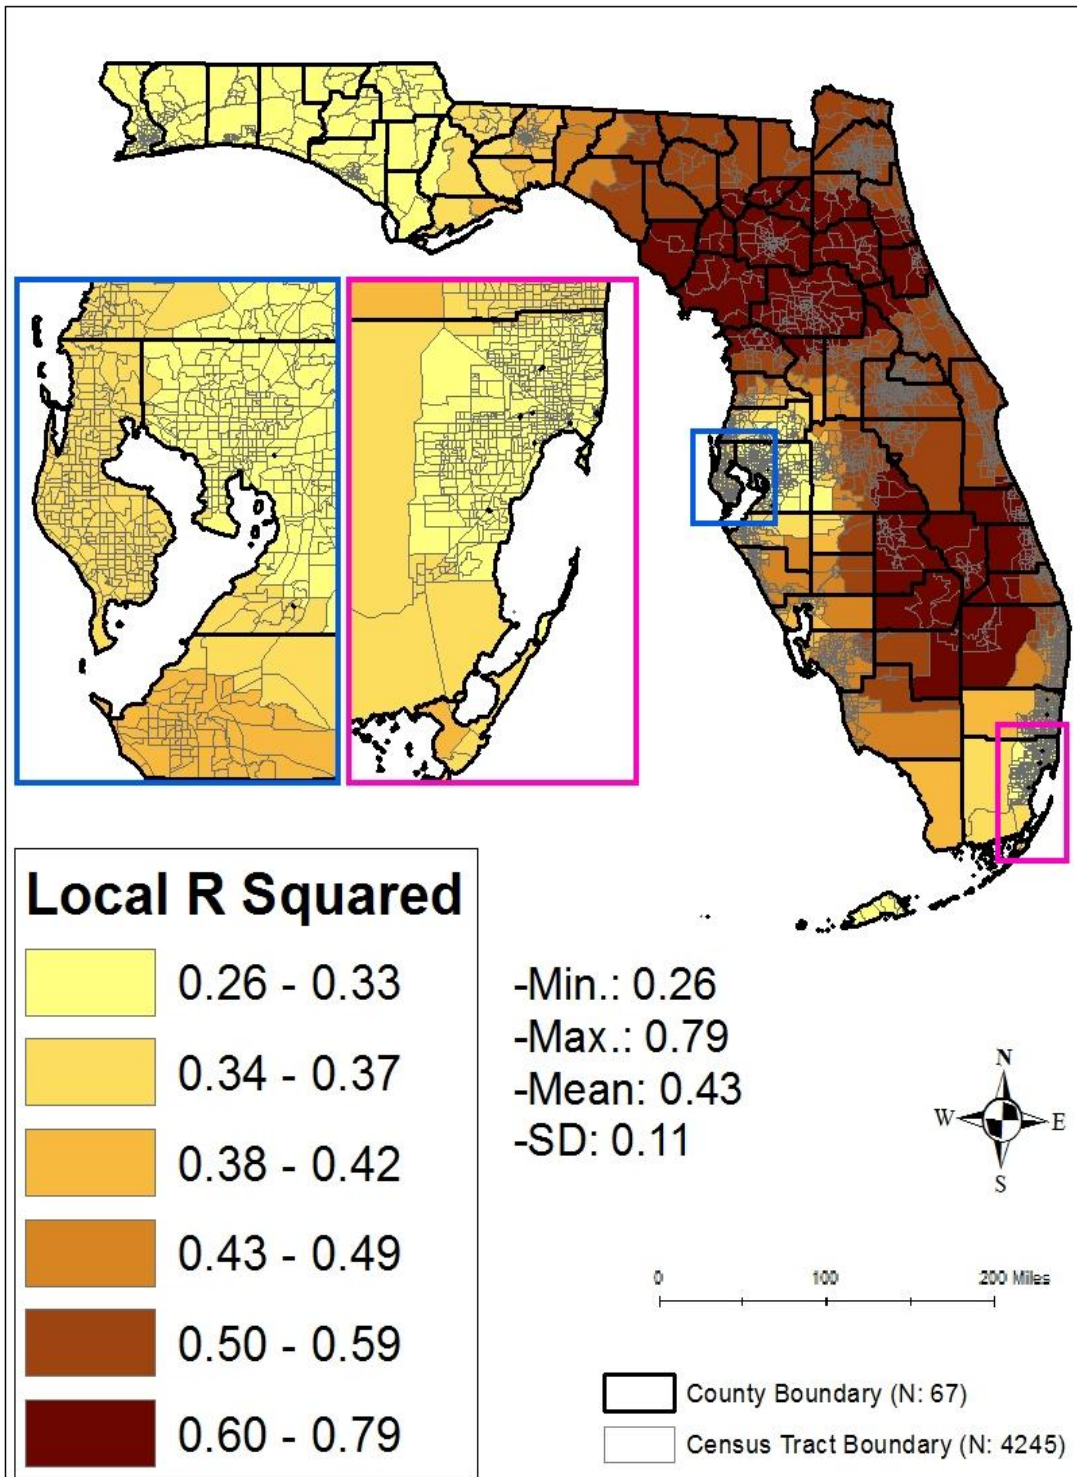 Local R Squared
0.26 - 0.33
0.34 - 0.37
0.38 - 0.42
0.43 - 0.49
0.50 - 0.59
0.60 - 0.79
-Min.: 0.26
-Max.: 0.79
-Mean: 0.43
-SD: 0.11
N
W E
S
0 100 200 Miles
County Boundary (N: 67)
Census Tract Boundary (N: 4245)